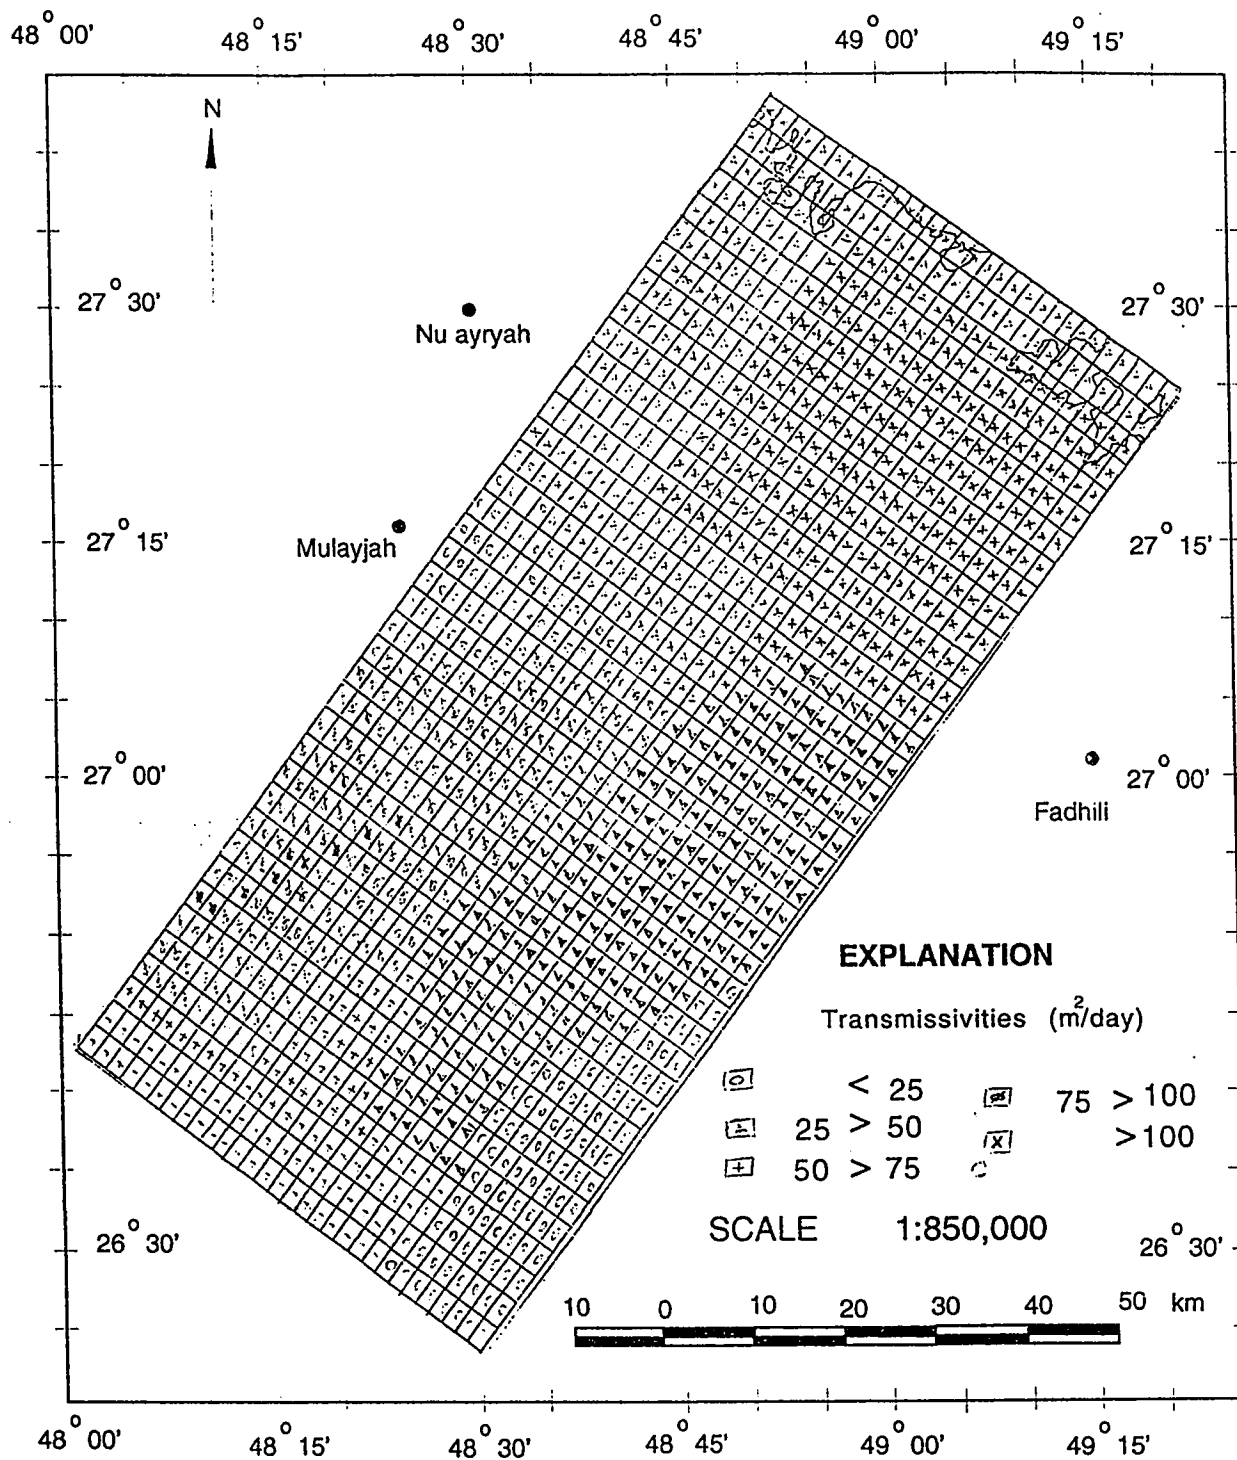 48° 00' 48° 15' 48° 30' 48° 45' 49° 00' 49° 15'
N
27° 30' 27° 30'
Nu ayryah
27° 15' 27° 15'
Mulayjah
27° 00' 27° 00'
Fadhili
EXPLANATION
Transmissivities (m²/day)
< 25 75 > 100
25 > 50 >100
50 > 75
SCALE 1:850,000
26° 30' 26° 30'
10 0 10 20 30 40 50 km
48° 00' 48° 15' 48° 30' 48° 45' 49° 00' 49° 15'